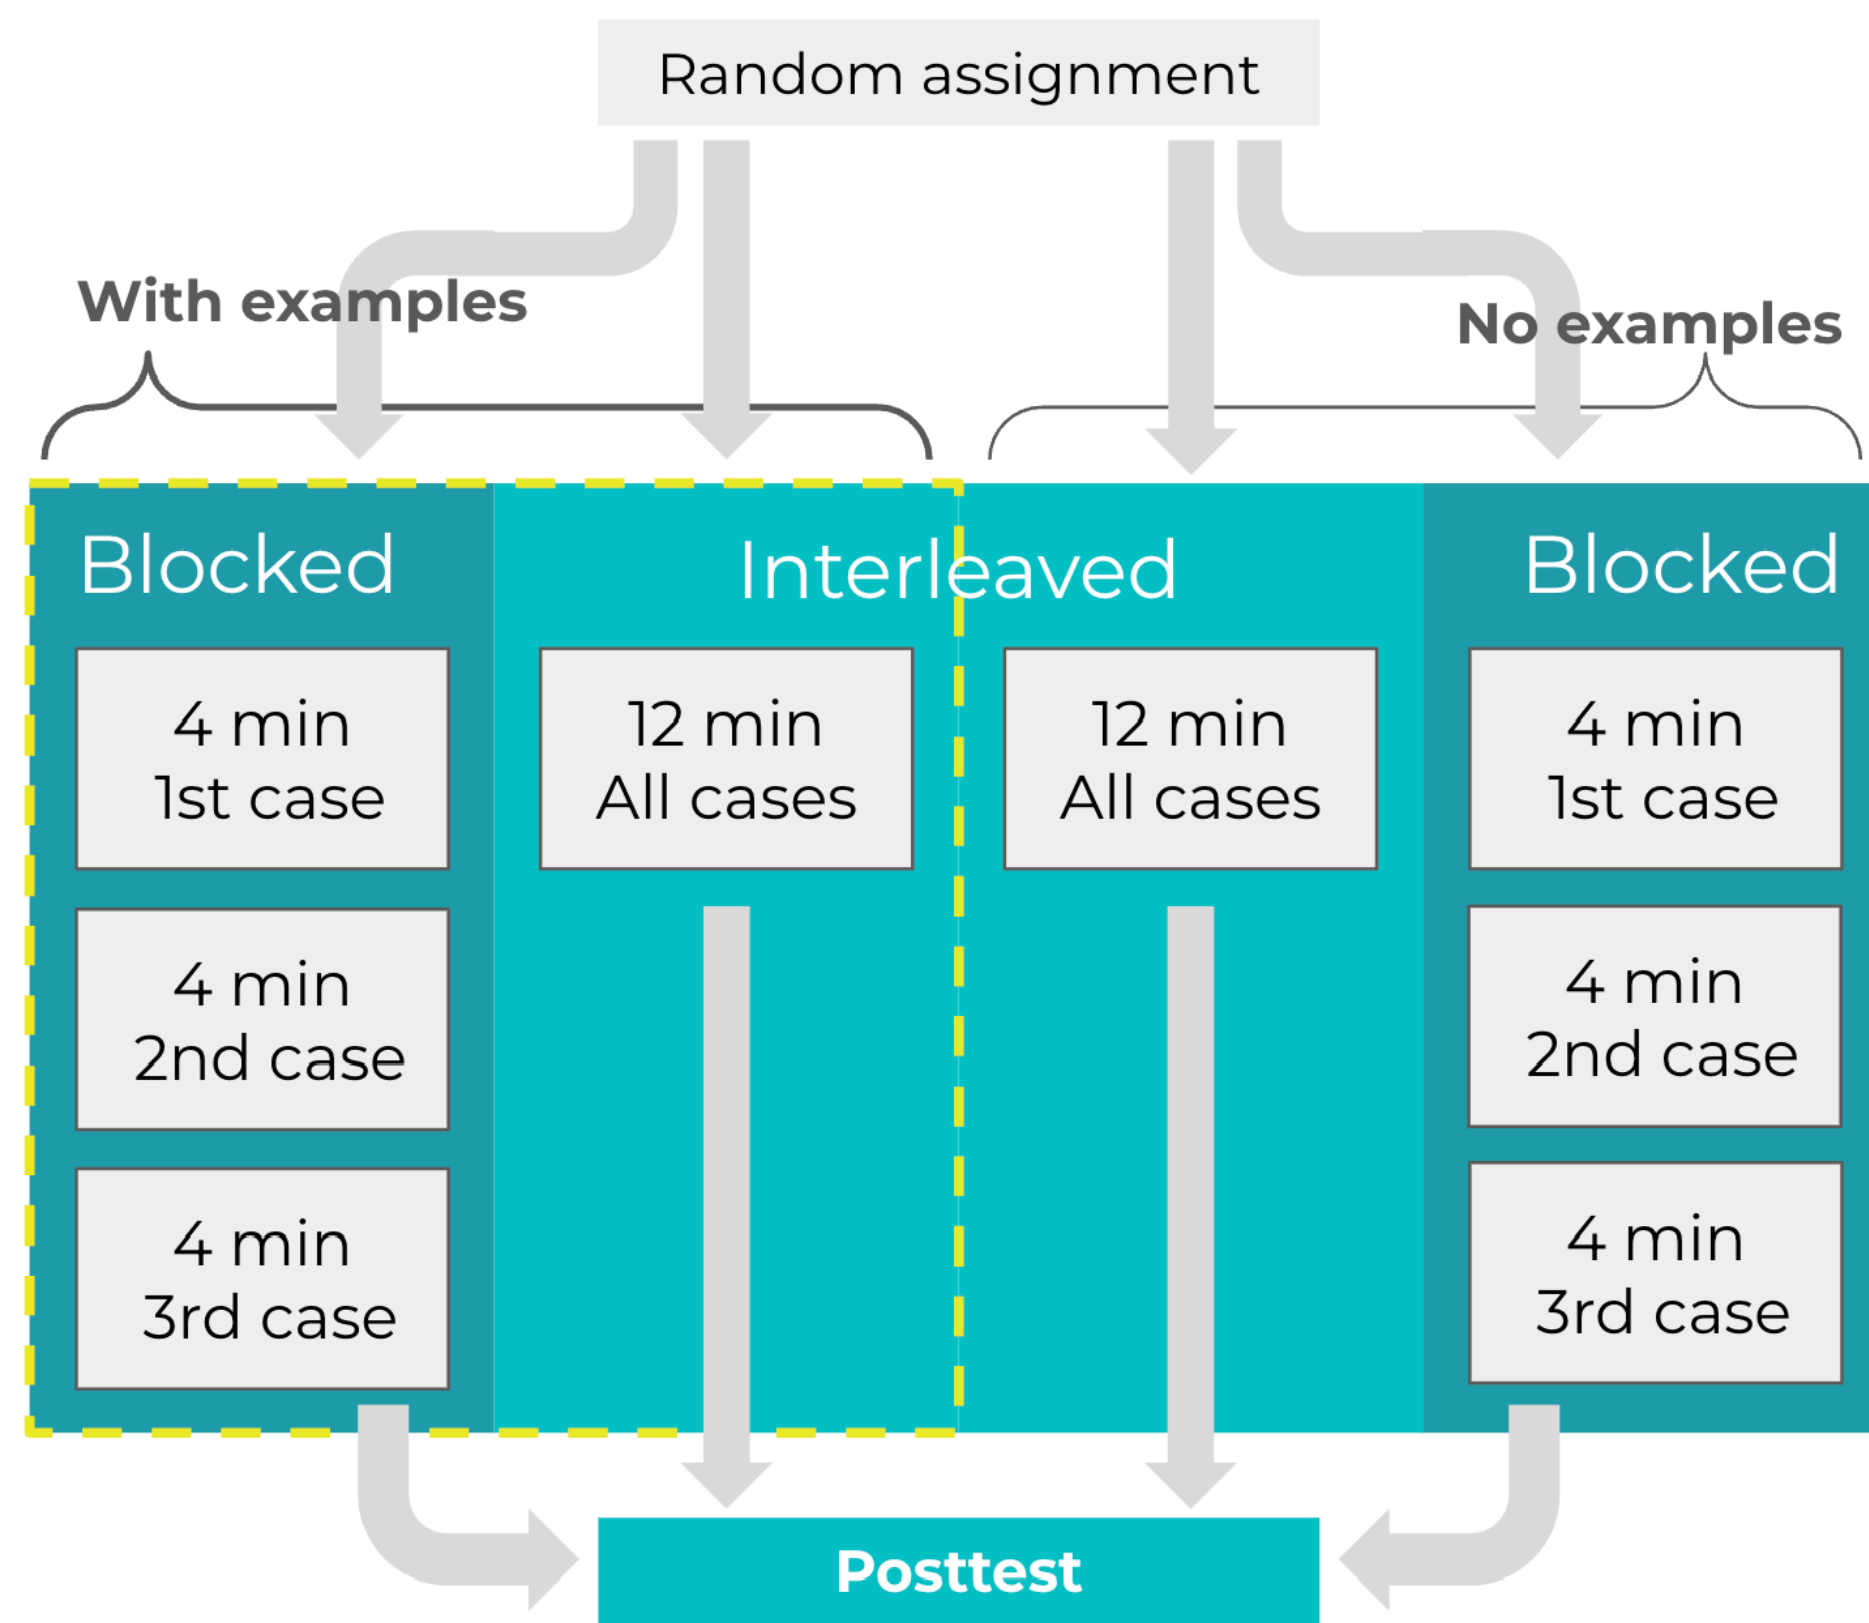 Random assignment
With examples
No examples
Blocked
Interleaved
Blocked
4 min
1st case
12 min
All cases
12 min
All cases
4 min
1st case
4 min
2nd case
4 min
2nd case
4 min
3rd case
4 min
3rd case
Posttest